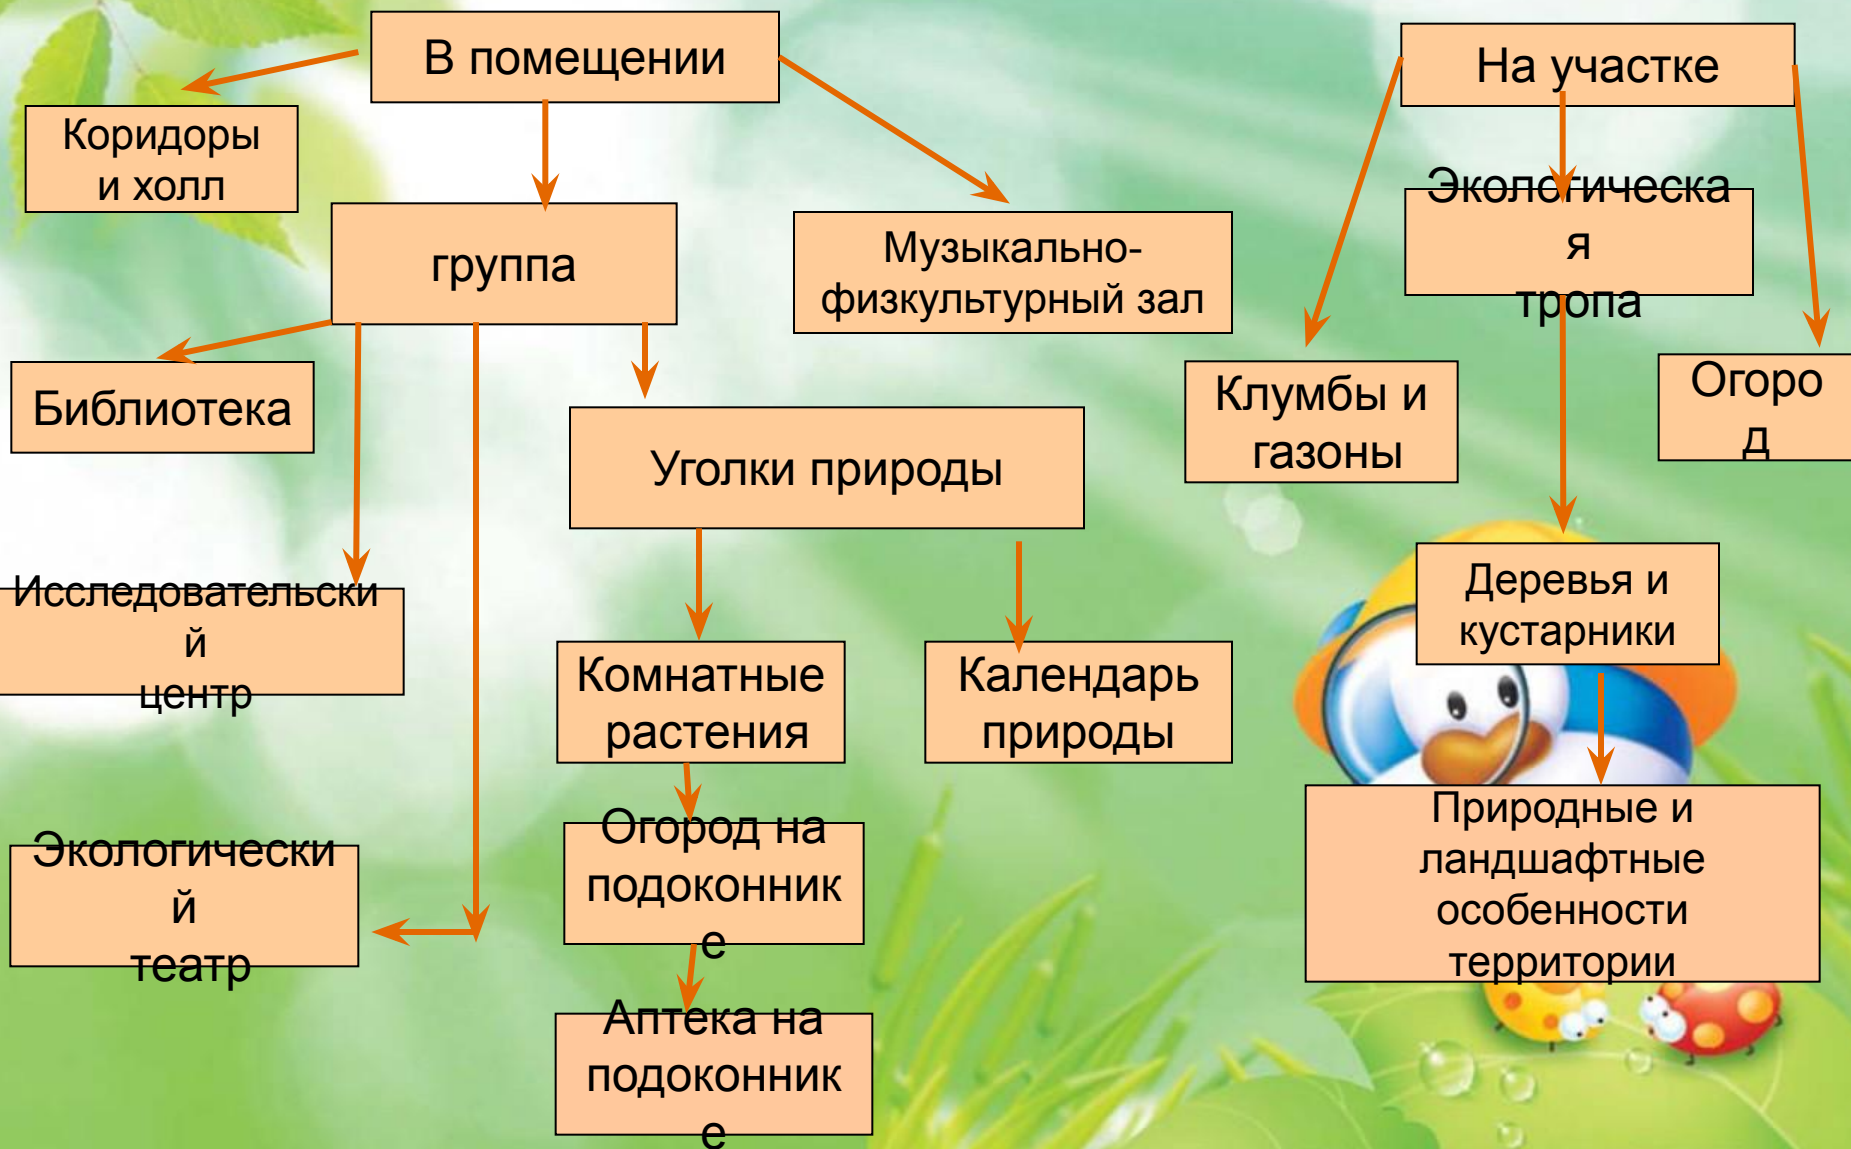 В помещении
На участке
Коридоры
и холл
группа
Музыкально-
физкультурный зал
Экологическа
я
тропа
Библиотека
Уголки природы
Клумбы и
газоны
Огоро
д
Исследовательски
й
центр
Комнатные
растения
Календарь
природы
Деревья и
кустарники
Экологически
й
театр
Огород на
подоконник
е
Природные и
ландшафтные
особенности
территории
Аптека на
подоконник
е